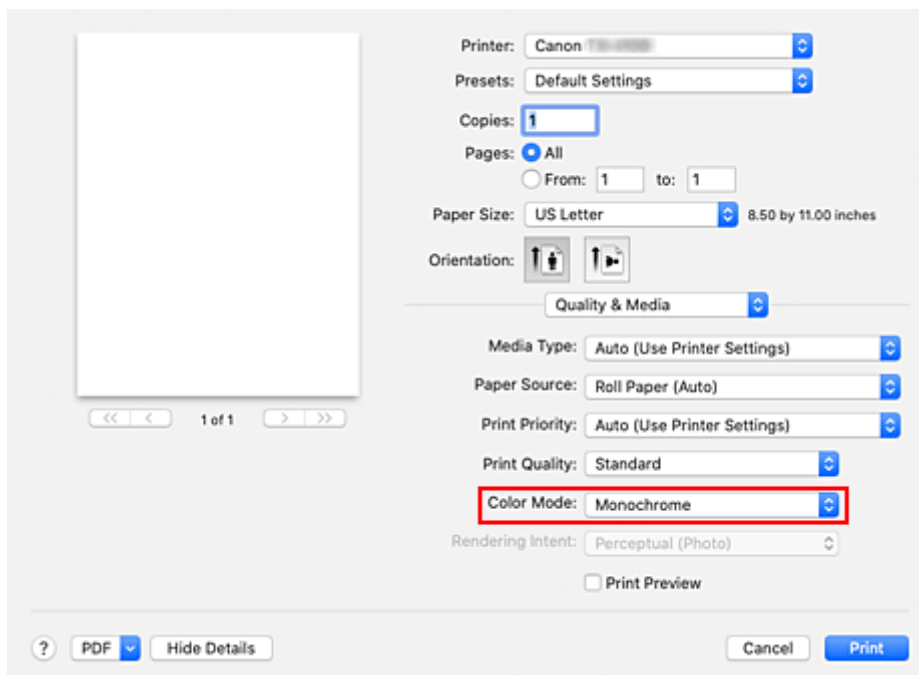 Printer: Canon
Presets: Default Settings
Copies: 1
Pages: All
From: 1 to: 1
Paper Size: US Letter 8.50 by 11.00 inches
Orientation:
Quality & Media
Media Type: Auto (Use Printer Settings)
Paper Source: Roll Paper (Auto)
1 of 1
Print Priority: Auto (Use Printer Settings)
Print Quality: Standard
Color Mode: Monochrome
Rendering Intent: Perceptual (Photo)
Print Preview
? PDF Hide Details Cancel Print